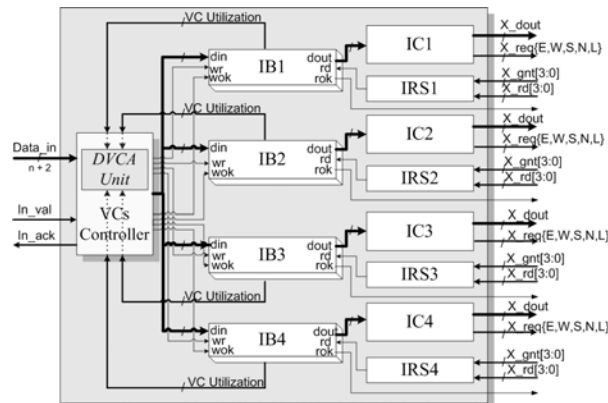 VC Utilization
X_dout
din
wr
wok
IB1
dout
rd
rok
IC1
X_req{E,W,S,N,L}
IRS1
X_gnt[3:0]
X_rd[3:0]
VC Utilization
X_dout
din
wr
wok
IB2
dout
rd
rok
IC2
X_req{E,W,S,N,L}
IRS2
X_gnt[3:0]
X_rd[3:0]
Data_in
n + 2
DVCA
Unit
VCs
Controller
In_val
In_ack
X_dout
din
wr
wok
IB3
dout
rd
rok
IC3
X_req{E,W,S,N,L}
IRS3
X_gnt[3:0]
X_rd[3:0]
VC Utilization
X_dout
din
wr
wok
IB4
dout
rd
rok
IC4
X_req{E,W,S,N,L}
IRS4
X_gnt[3:0]
X_rd[3:0]
VC Utilization